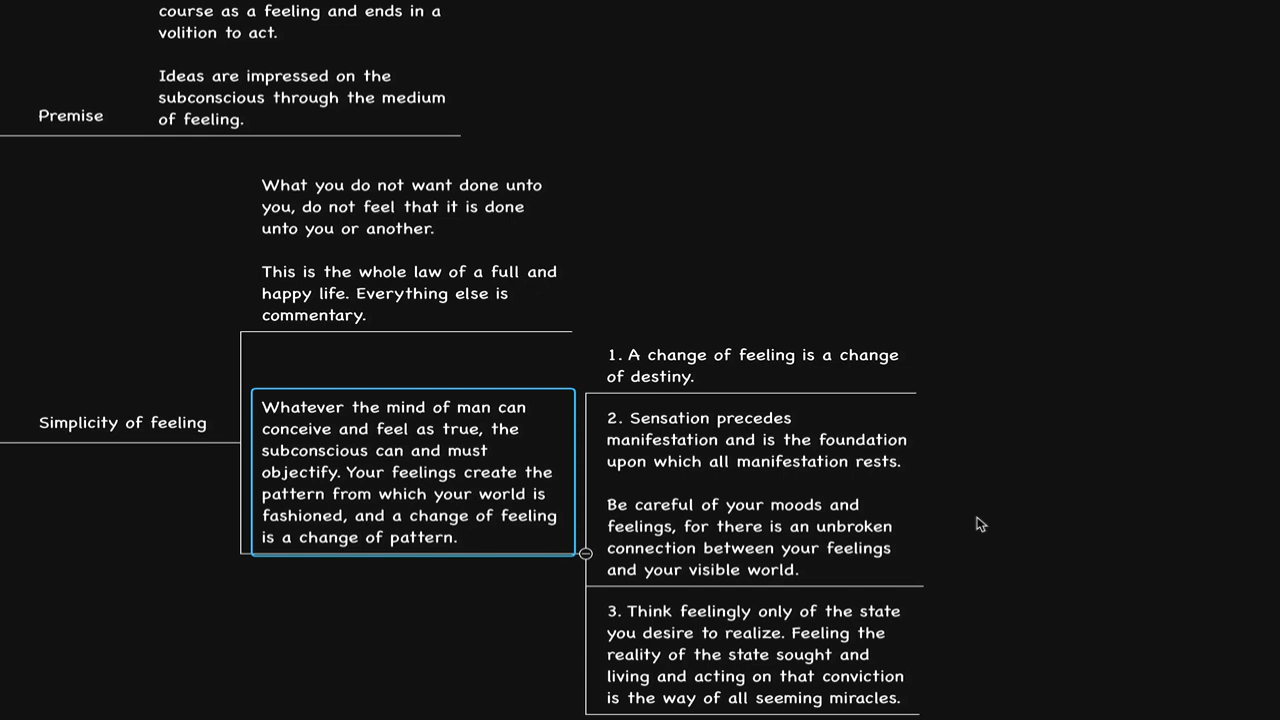 course as a feeling and ends in a
volition to act.
Ideas are impressed on the
subconscious through the medium
of feeling.
Premise
What you do not want done unto
you, do not feel that it is done
unto you or another.
This is the whole law of a full and
happy life. Everything else is
commentary.
Simplicity of feeling
Whatever the mind of man can
conceive and feel as true, the
subconscious can and must
objectify. Your feelings create the
pattern from which your world is
fashioned, and a change of feeling
is a change of pattern.
1. A change of feeling is a change
of destiny.
2. Sensation precedes
manifestation and is the foundation
upon which all manifestation rests.
Be careful of your moods and
feelings, for there is an unbroken
connection between your feelings
and your visible world.
3. Think feelingly only of the state
you desire to realize. Feeling the
reality of the state sought and
living and acting on that conviction
is the way of all seeming miracles.